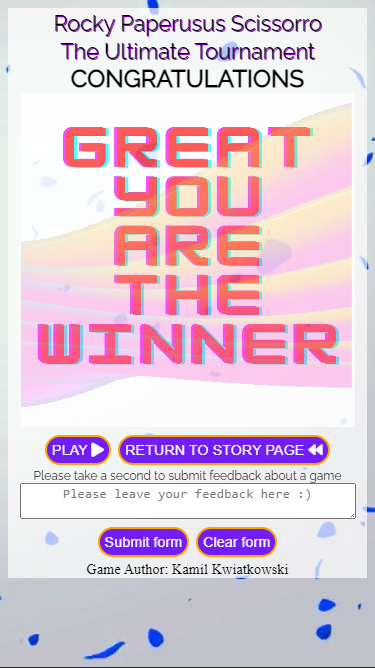 Rocky Paperusus Scissorro
The Ultimate Tournament
CONGRATULATIONS
GREAT
YOU
ARE
THE
WINNER
PLAY RETURN TO STORY PAGE
Please take a second to submit feedback about a game
Please leave your feedback here :)
Submit form Clear form
Game Author: Kamil Kwiatkowski